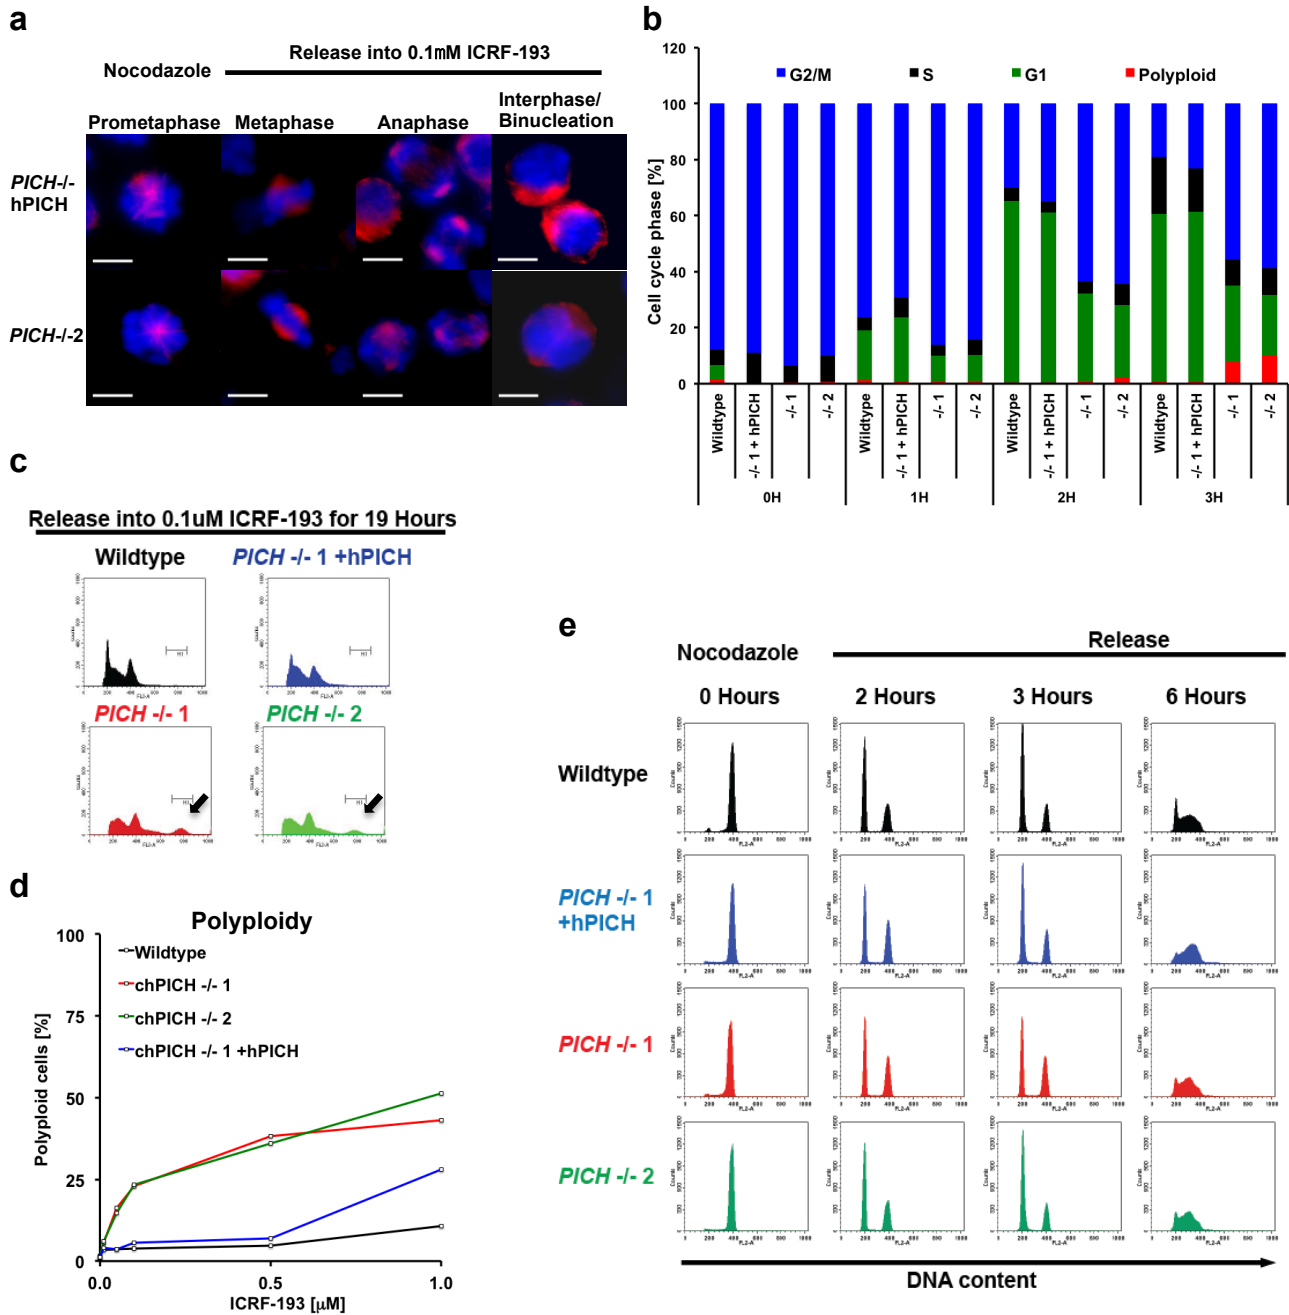 a
Release into 0.1mM ICRF-193
Nocodazole
Prometaphase
Metaphase
Anaphase
Interphase/
Binucleation
PICH-/-
hPICH
PICH-/-2
b
120
100
80
60
40
20
0
Cell cycle phase [%]
G2/M
S
G1
Polyploid
Wildtype
-/- 1 + hPICH
-/- 1
-/- 2
Wildtype
-/- 1 + hPICH
-/- 1
-/- 2
Wildtype
-/- 1 + hPICH
-/- 1
-/- 2
Wildtype
-/- 1 + hPICH
-/- 1
-/- 2
0H
1H
2H
3H
c
Release into 0.1uM ICRF-193 for 19 Hours
Wildtype
PICH -/- 1 +hPICH
PICH -/- 1
PICH -/- 2
d
Polyploidy
100
75
50
25
0
Polyploid cells [%]
Wildtype
chPICH -/- 1
chPICH -/- 2
chPICH -/- 1 +hPICH
0.0
0.5
1.0
ICRF-193 [µM]
e
Nocodazole
Release
0 Hours
2 Hours
3 Hours
6 Hours
Wildtype
PICH -/- 1
+hPICH
PICH -/- 1
PICH -/- 2
DNA content